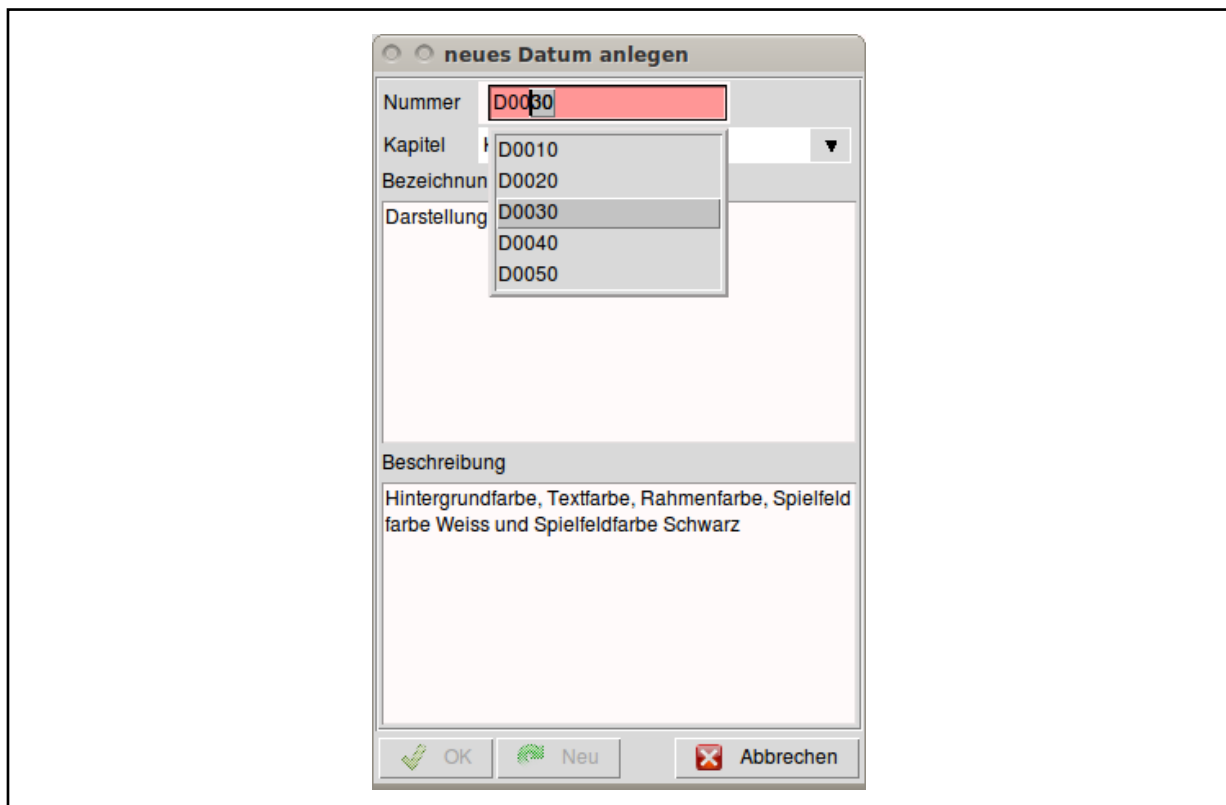 neues Datum anlegen
Nummer D0030
Kapitel
D0010
Bezeichnun D0020
Darstellung D0030
D0040
D0050
Beschreibung
Hintergrundfarbe, Textfarbe, Rahmenfarbe, Spielfeld
farbe Weiss und Spielfeldfarbe Schwarz
OK Neu Abbrechen